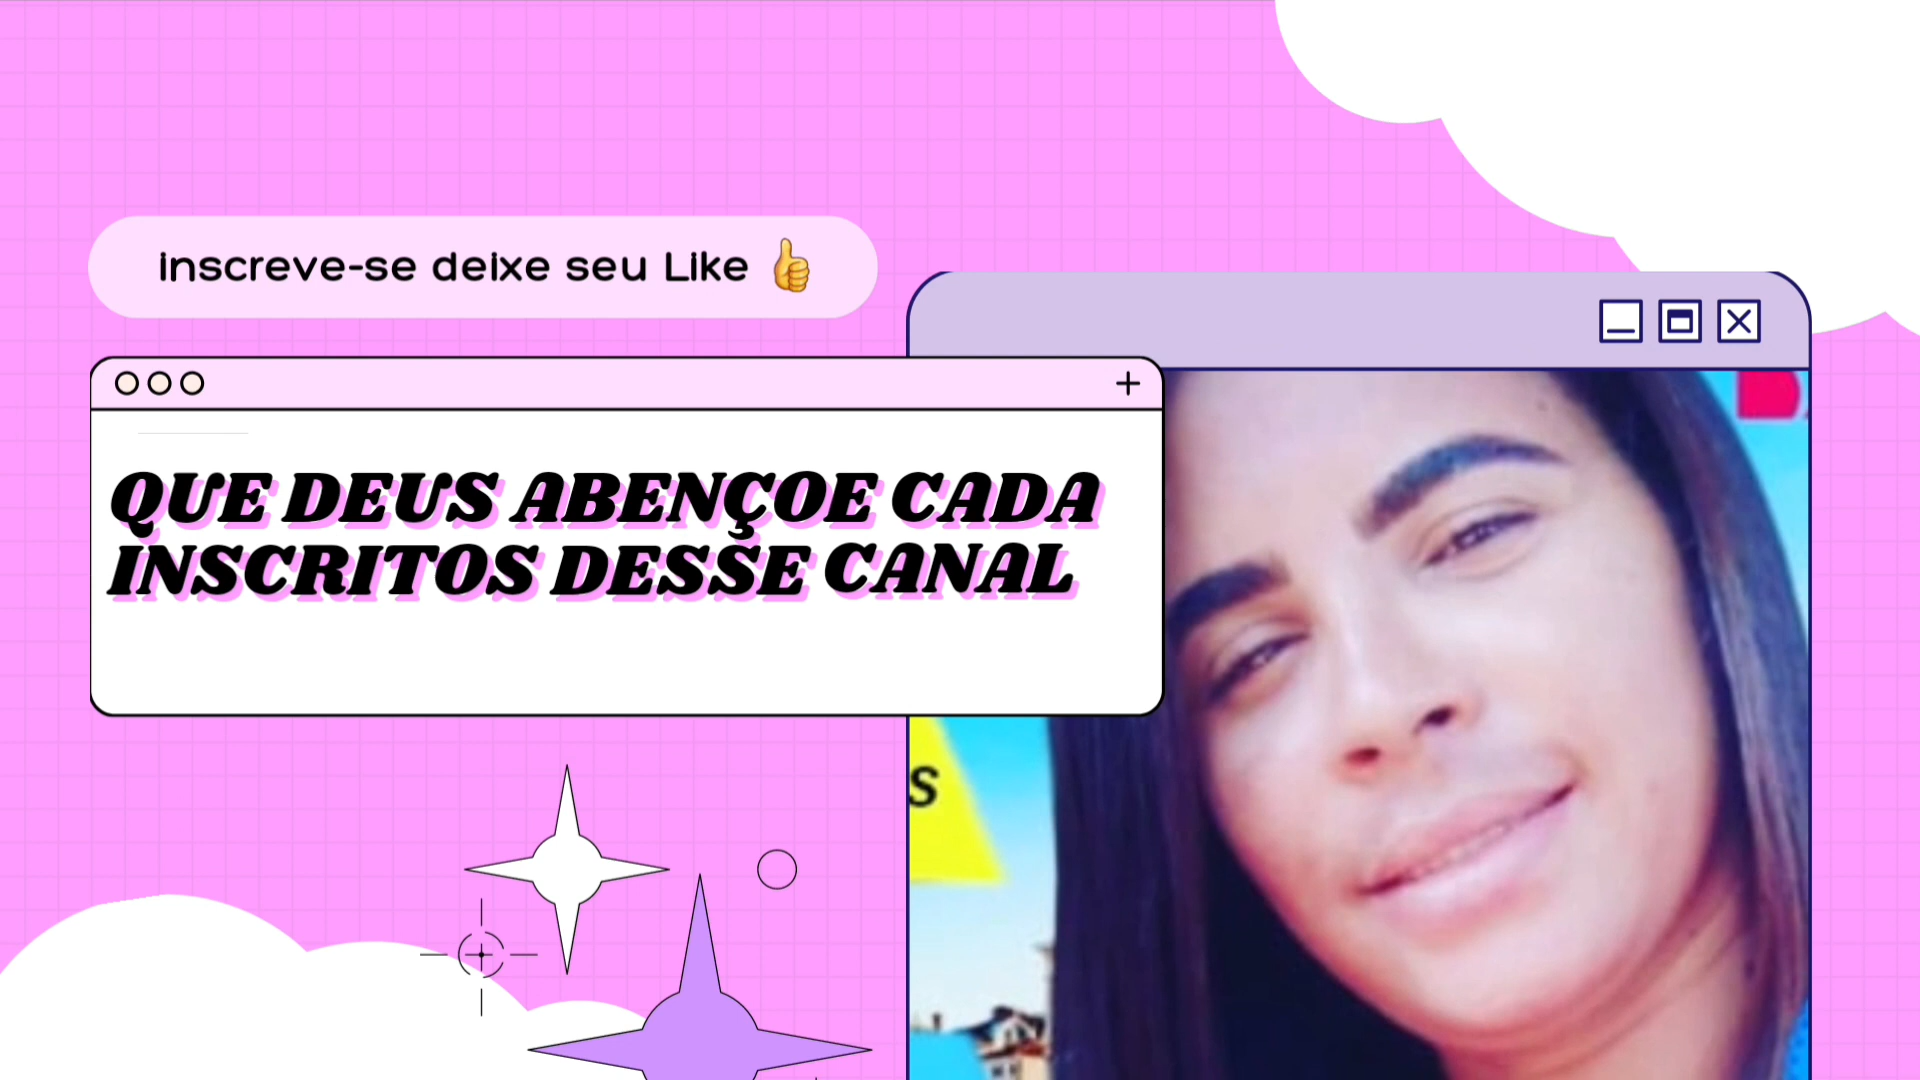 inscreve-se deixe seu Like 👍
QUE DEUS ABENÇOE CADA
INSCRITOS DESSE CANAL
S